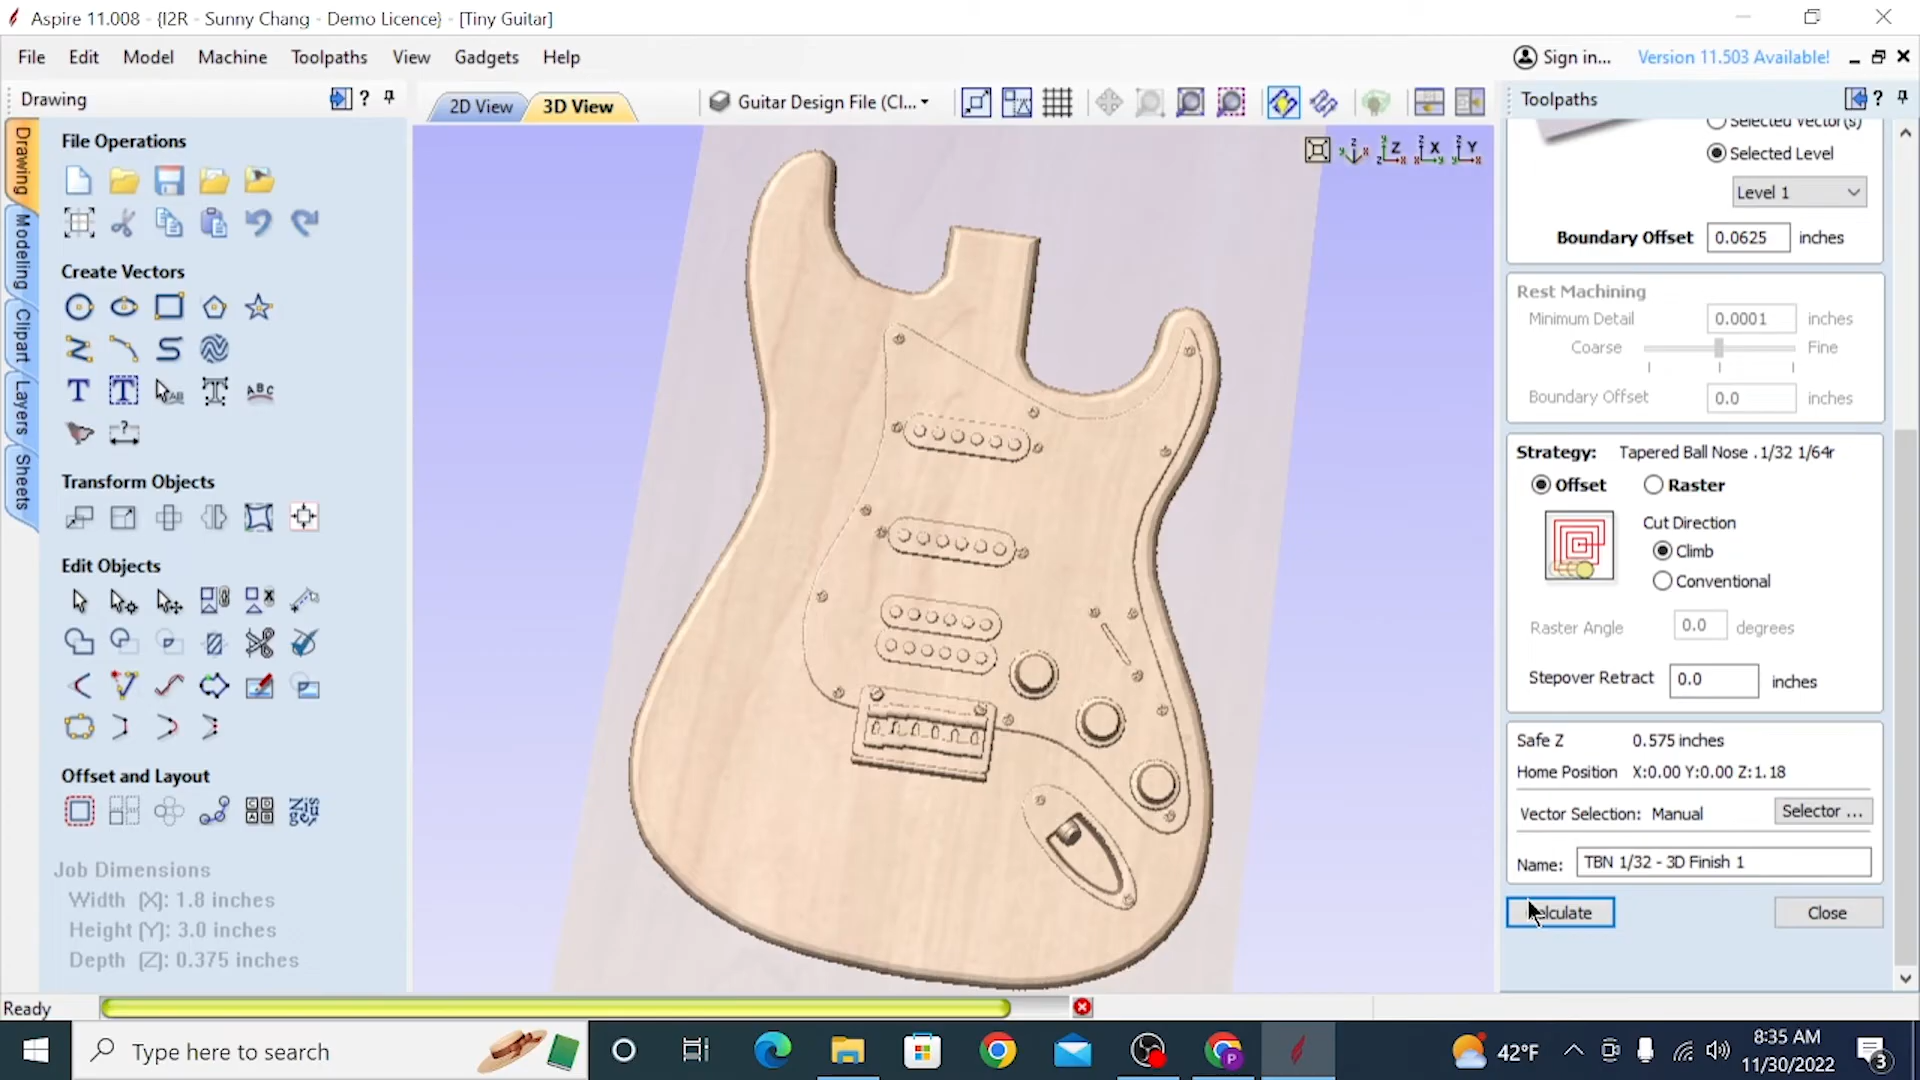 Aspire 11.008 - {I2R - Sunny Chang - Demo Licence} - [Tiny Guitar]
File Edit Model Machine Toolpaths View Gadgets Help
Sign in... Version 11.503 Available!
Drawing
2D View 3D View
Guitar Design File (Cl...
Toolpaths
Drawing
Modeling
Clipart
Layers
Sheets
File Operations
Create Vectors
Transform Objects
Edit Objects
Offset and Layout
Job Dimensions
Width (X): 1.8 inches
Height (Y): 3.0 inches
Depth (Z): 0.375 inches
Selected Vector(s)
Selected Level
Level 1
Boundary Offset 0.0625 inches
Rest Machining
Minimum Detail 0.0001 inches
Coarse Fine
Boundary Offset 0.0 inches
Strategy: Tapered Ball Nose . 1/32 1/64r
Offset Raster
Cut Direction
Climb
Conventional
Raster Angle 0.0 degrees
Stepover Retract 0.0 inches
Safe Z 0.575 inches
Home Position X:0.00 Y:0.00 Z:1.18
Vector Selection: Manual Selector ...
Name: TBN 1/32 - 3D Finish 1
Close
Ready
Type here to search
42°F
8:35 AM
11/30/2022
3